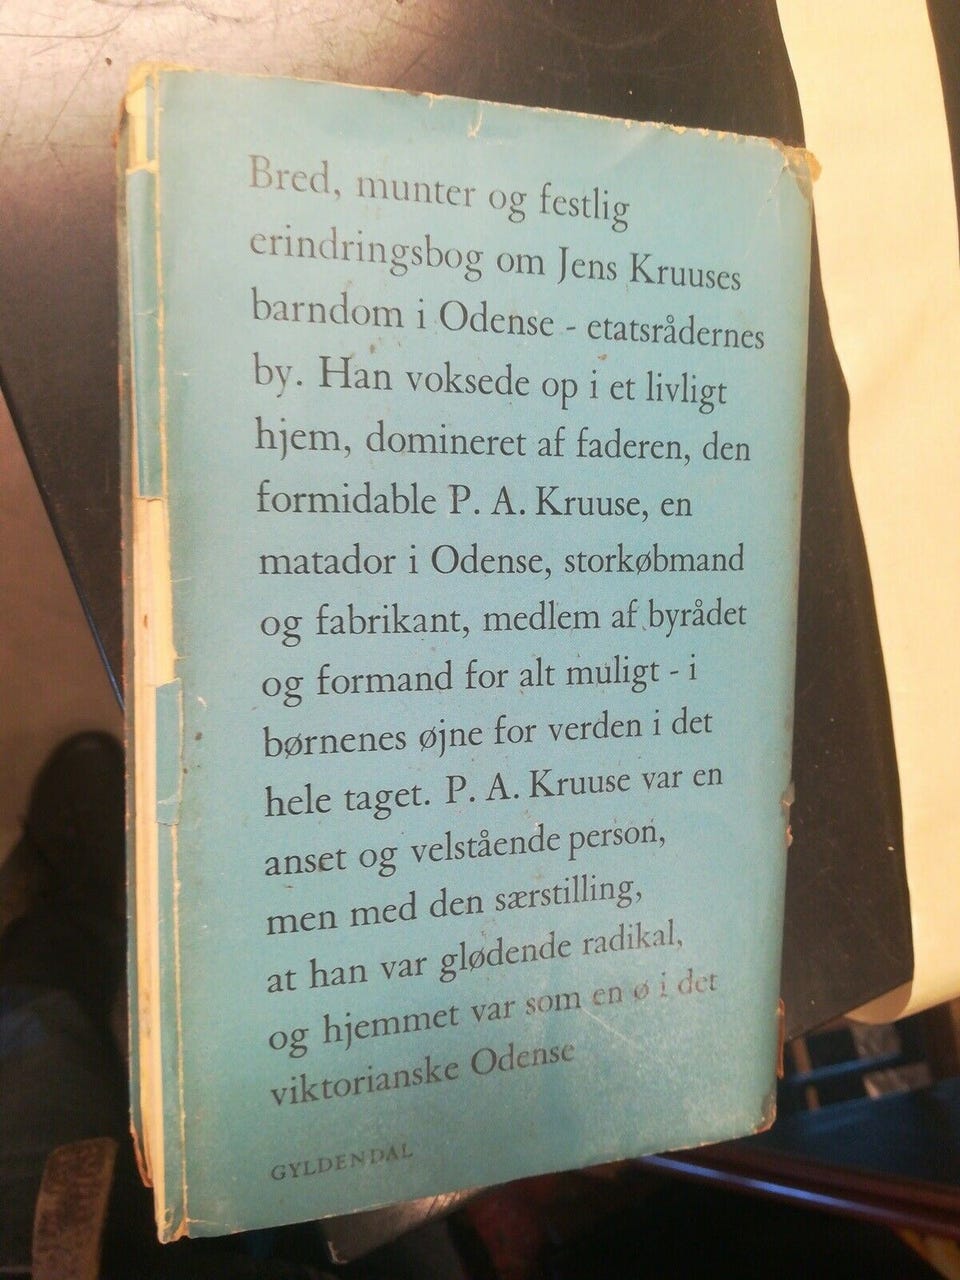 Bred, munter og festlig
erindringsbog om Jens Kruuses
barndom i Odense - etatsrådernes
by. Han voksede op i et livligt
hjem, domineret af faderen, den
formidable P. A. Kruuse, en
matador i Odense, storkøbmand
og fabrikant, medlem af byrådet
og formand for alt muligt - i
børnenes øjne for verden i det
hele taget. P. A. Kruuse var en
anset og velstående person,
men med den særstilling,
at han var glødende radikal,
og hjemmet var som en ø i det
viktorianske Odense
GYLDENDAL